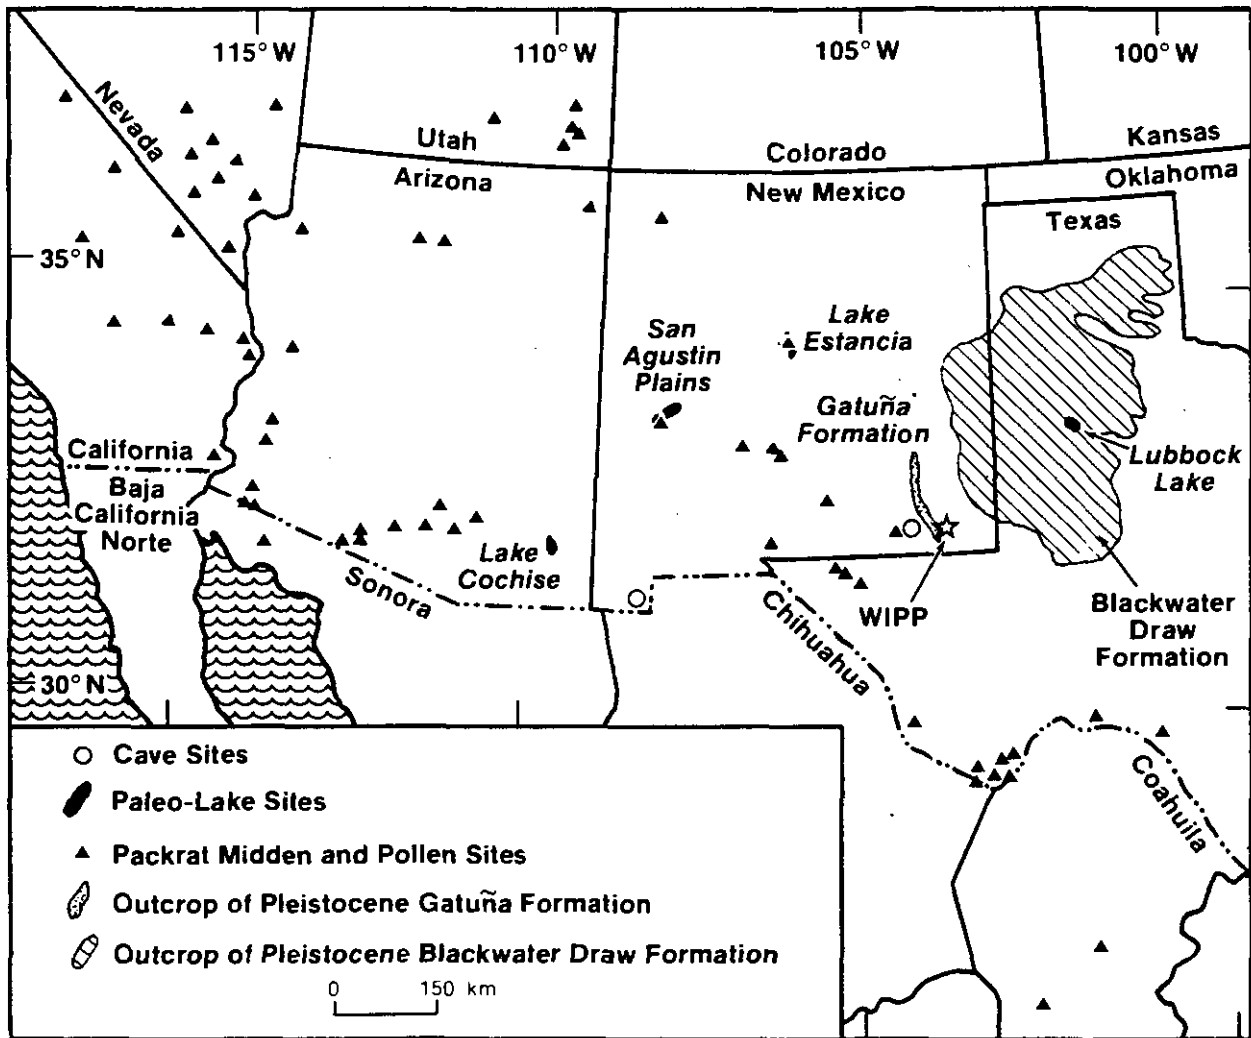 115°W
110°W
105°W
100°W
Nevada
Utah
Colorado
Kansas
Arizona
New Mexico
Oklahoma
Texas
35°N
San
Agustin
Plains
Lake
Estancia
Gatuña
Formation
Lubbock
Lake
California
Baja
California
Norte
Sonora
Lake
Cochise
Chihuahua
WIPP
Blackwater
Draw
Formation
30°N
Coahuila
Cave Sites
Paleo-Lake Sites
Packrat Midden and Pollen Sites
Outcrop of Pleistocene Gatuña Formation
Outcrop of Pleistocene Blackwater Draw Formation
0 150 km